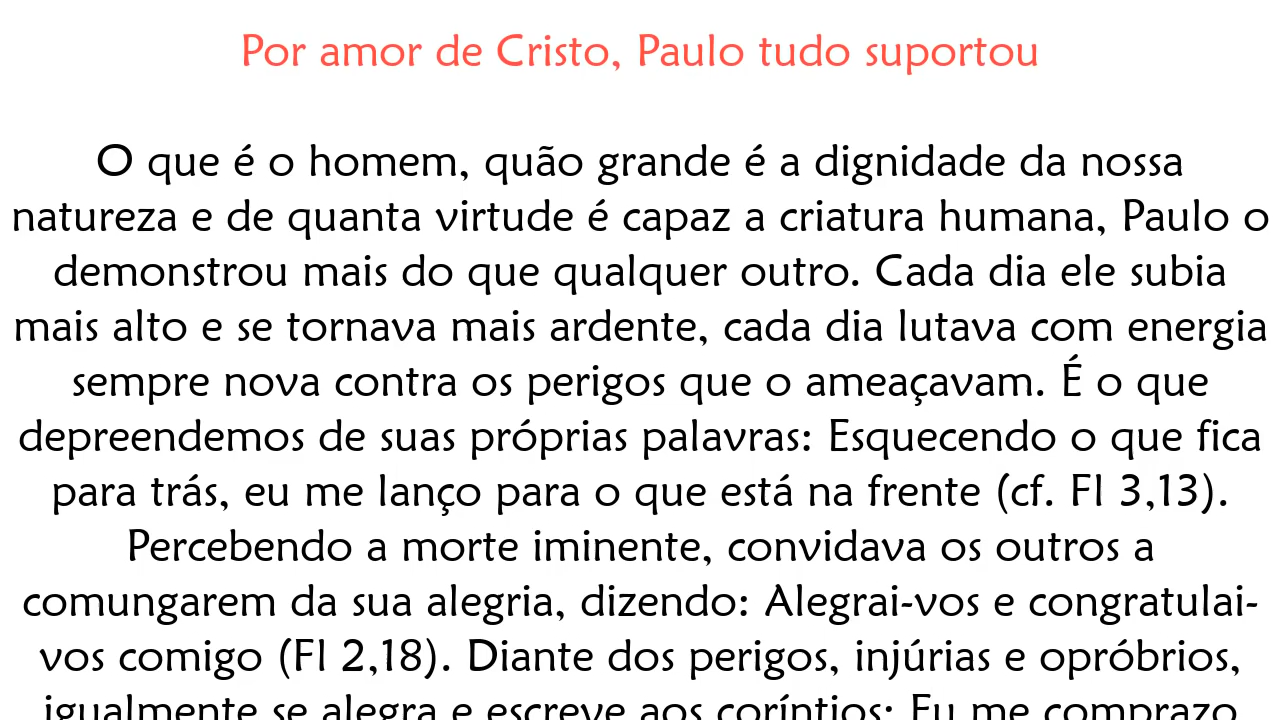 Por amor de Cristo, Paulo tudo suportou
O que é o homem, quão grande é a dignidade da nossa
natureza e de quanta virtude é capaz a criatura humana, Paulo o
demonstrou mais do que qualquer outro. Cada dia ele subia
mais alto e se tornava mais ardente, cada dia lutava com energia
sempre nova contra os perigos que o ameaçavam. É o que
depreendemos de suas próprias palavras: Esquecendo o que fica
para trás, eu me lanço para o que está na frente (cf. Fl 3,13).
Percebendo a morte iminente, convidava os outros a
comungarem da sua alegria, dizendo: Alegrai-vos e congratulai-
vos comigo (Fl 2,18). Diante dos perigos, injúrias e opróbrios,
igualmente se alegra e escreve aos coríntios: Eu me comprazo